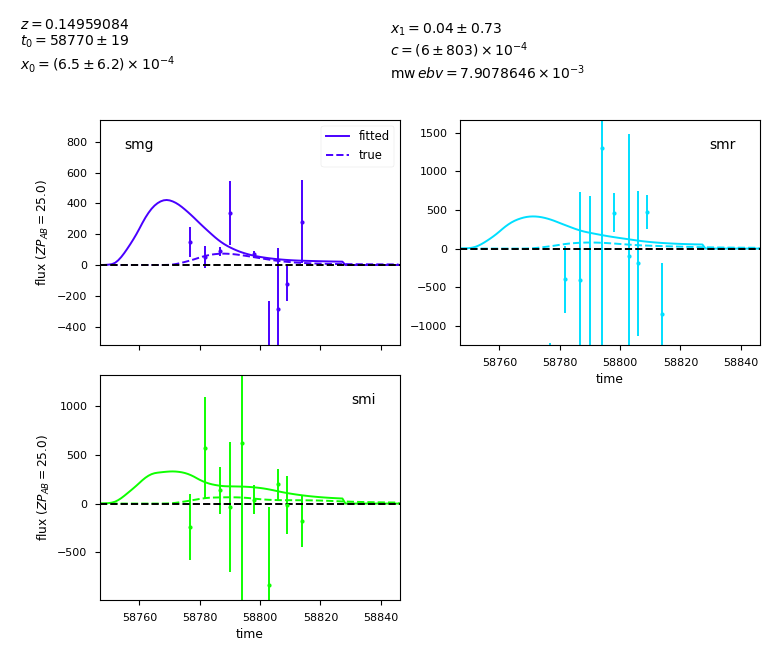 z = 0.14959084
t₀ = 58770 ± 19
x₀ = (6.5 ± 6.2) × 10⁻⁴
x₁ = 0.04 ± 0.73
c = (6 ± 803) × 10⁻⁴
mw ebv = 7.9078646 × 10⁻³
smg
fitted
true
800
600
400
200
0
−200
−400
flux (ZP_AB = 25.0)
smr
1500
1000
500
0
−500
−1000
58760 58780 58800 58820 58840
time
smi
1000
500
0
−500
flux (ZP_AB = 25.0)
58760 58780 58800 58820 58840
time